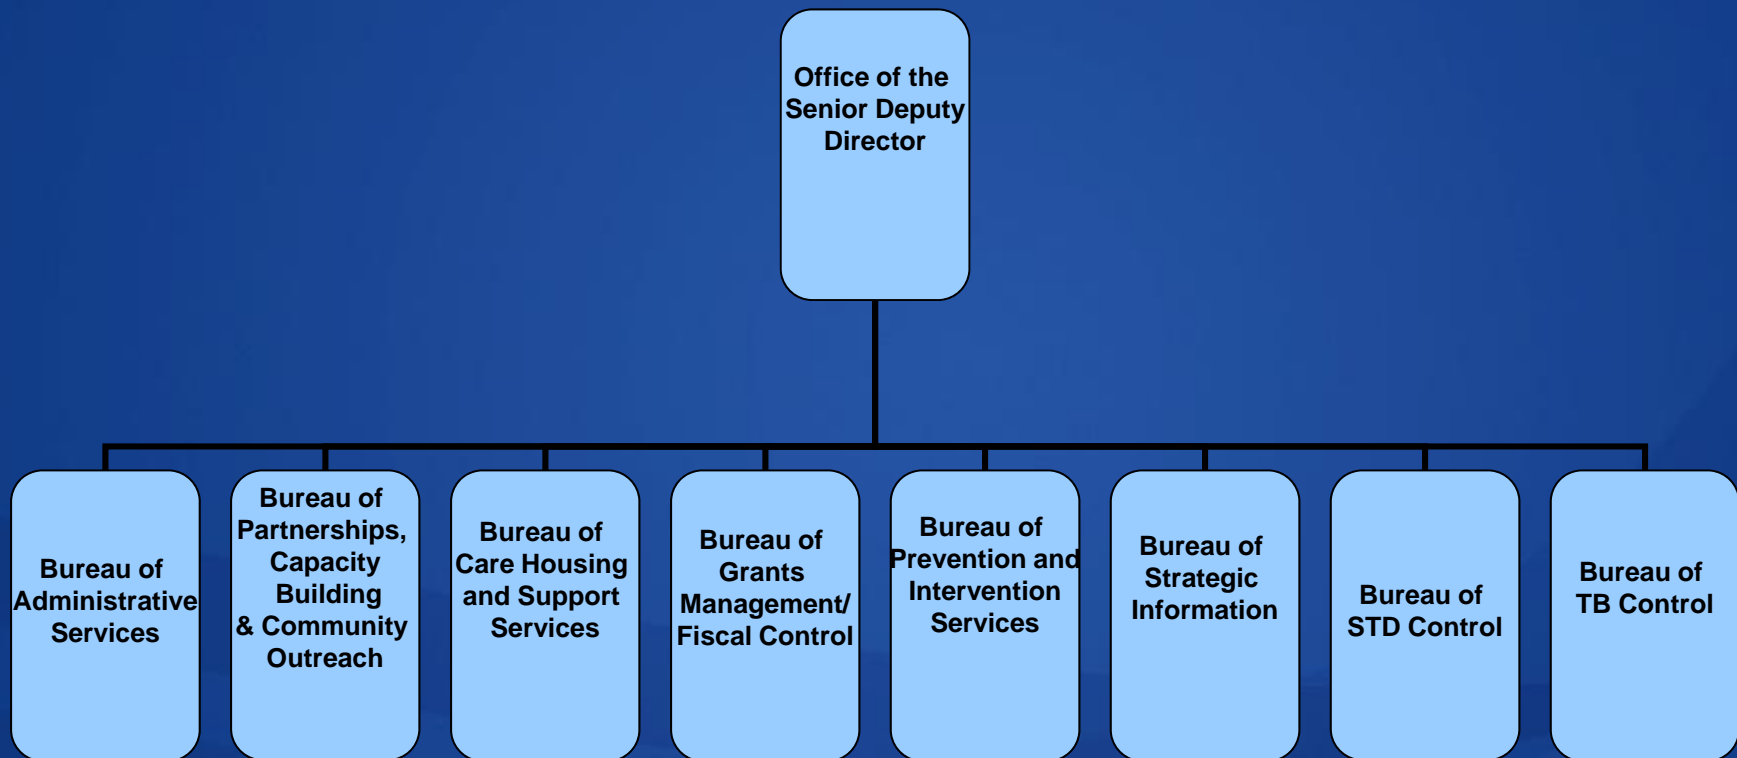 Office of the
Senior Deputy
Director
Bureau of
Administrative
Services
Bureau of
Partnerships,
Capacity
Building
& Community
Outreach
Bureau of
Care Housing
and Support
Services
Bureau of
Grants
Management/
Fiscal Control
Bureau of
Prevention and
Intervention
Services
Bureau of
Strategic
Information
Bureau of
STD Control
Bureau of
TB Control